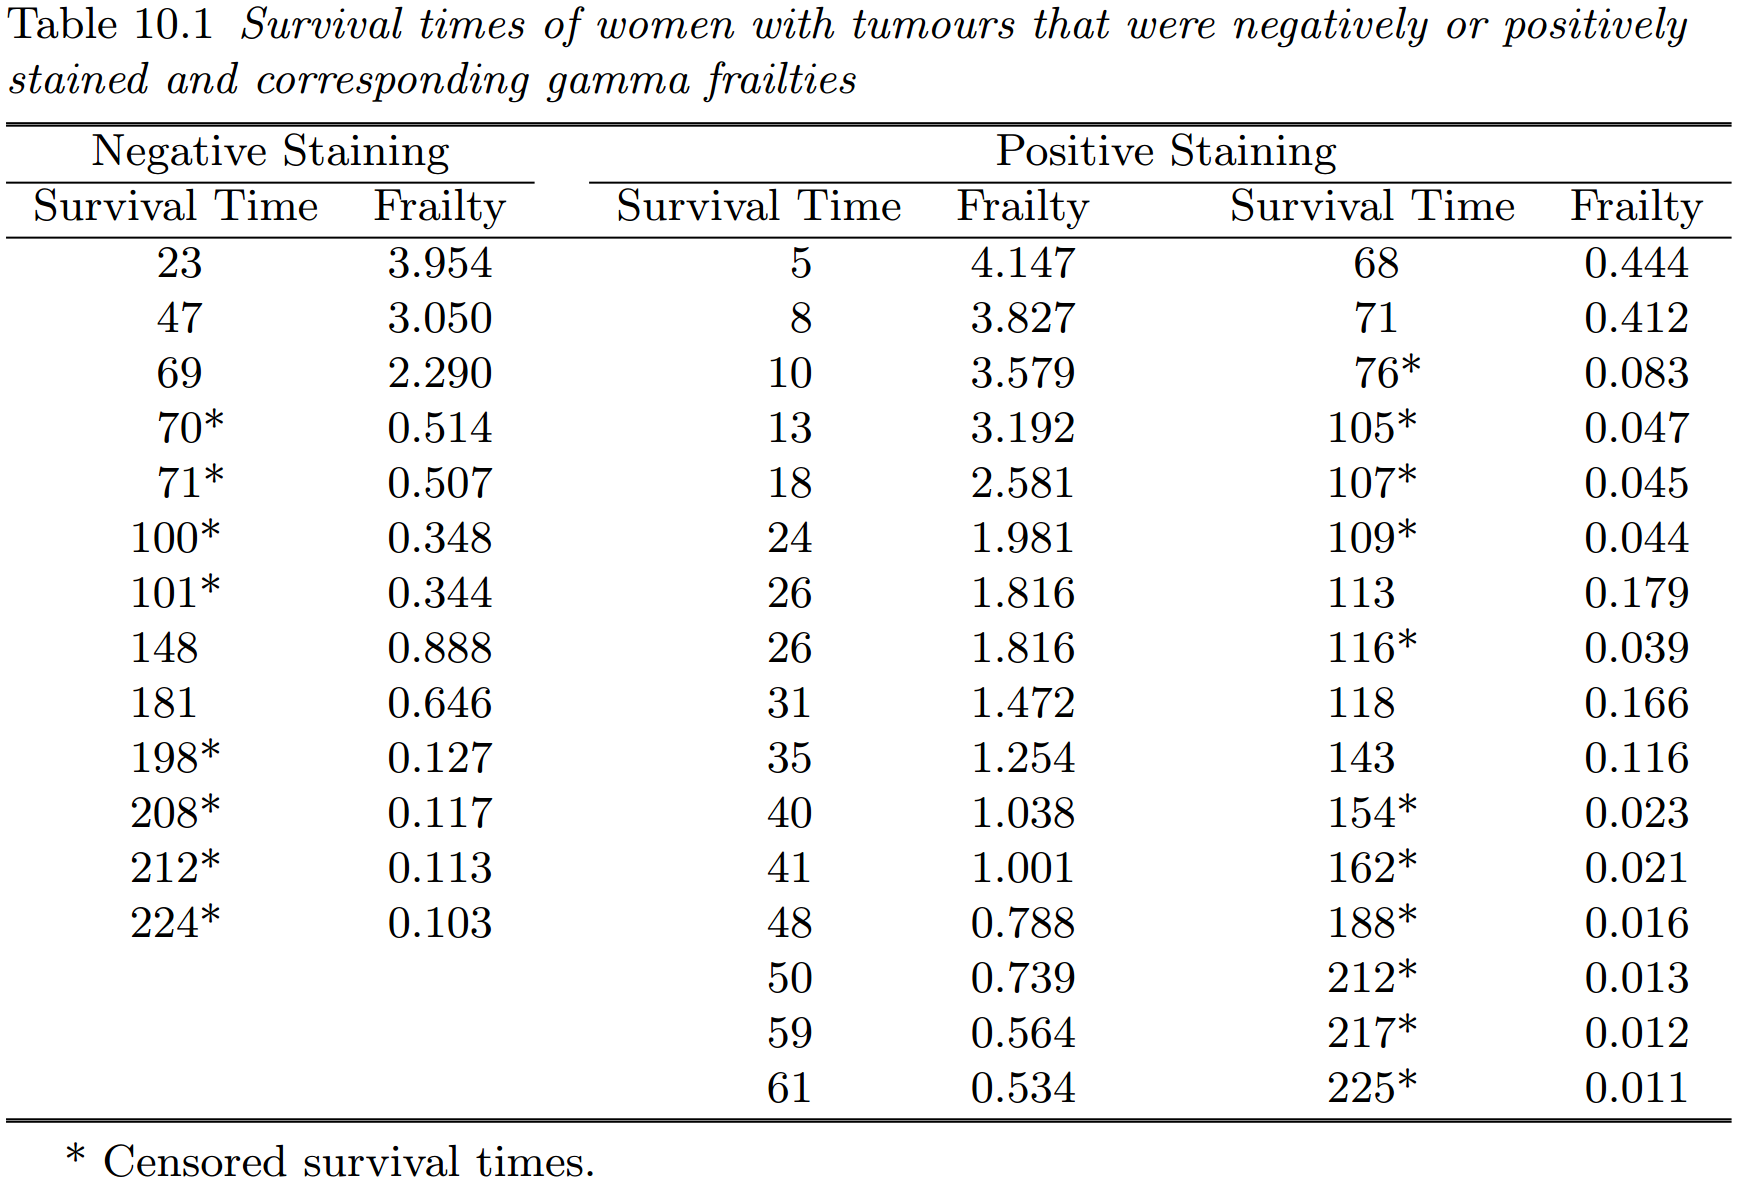 Table 10.1 Survival times of women with tumours that were negatively or positively
stained and corresponding gamma frailties
Negative Staining Positive Staining
Survival Time Frailty Survival Time Frailty Survival Time Frailty
23 3.954 5 4.147 68 0.444
47 3.050 8 3.827 71 0.412
69 2.290 10 3.579 76* 0.083
70* 0.514 13 3.192 105* 0.047
71* 0.507 18 2.581 107* 0.045
100* 0.348 24 1.981 109* 0.044
101* 0.344 26 1.816 113 0.179
148 0.888 26 1.816 116* 0.039
181 0.646 31 1.472 118 0.166
198* 0.127 35 1.254 143 0.116
208* 0.117 40 1.038 154* 0.023
212* 0.113 41 1.001 162* 0.021
224* 0.103 48 0.788 188* 0.016
50 0.739 212* 0.013
59 0.564 217* 0.012
61 0.534 225* 0.011
* Censored survival times.